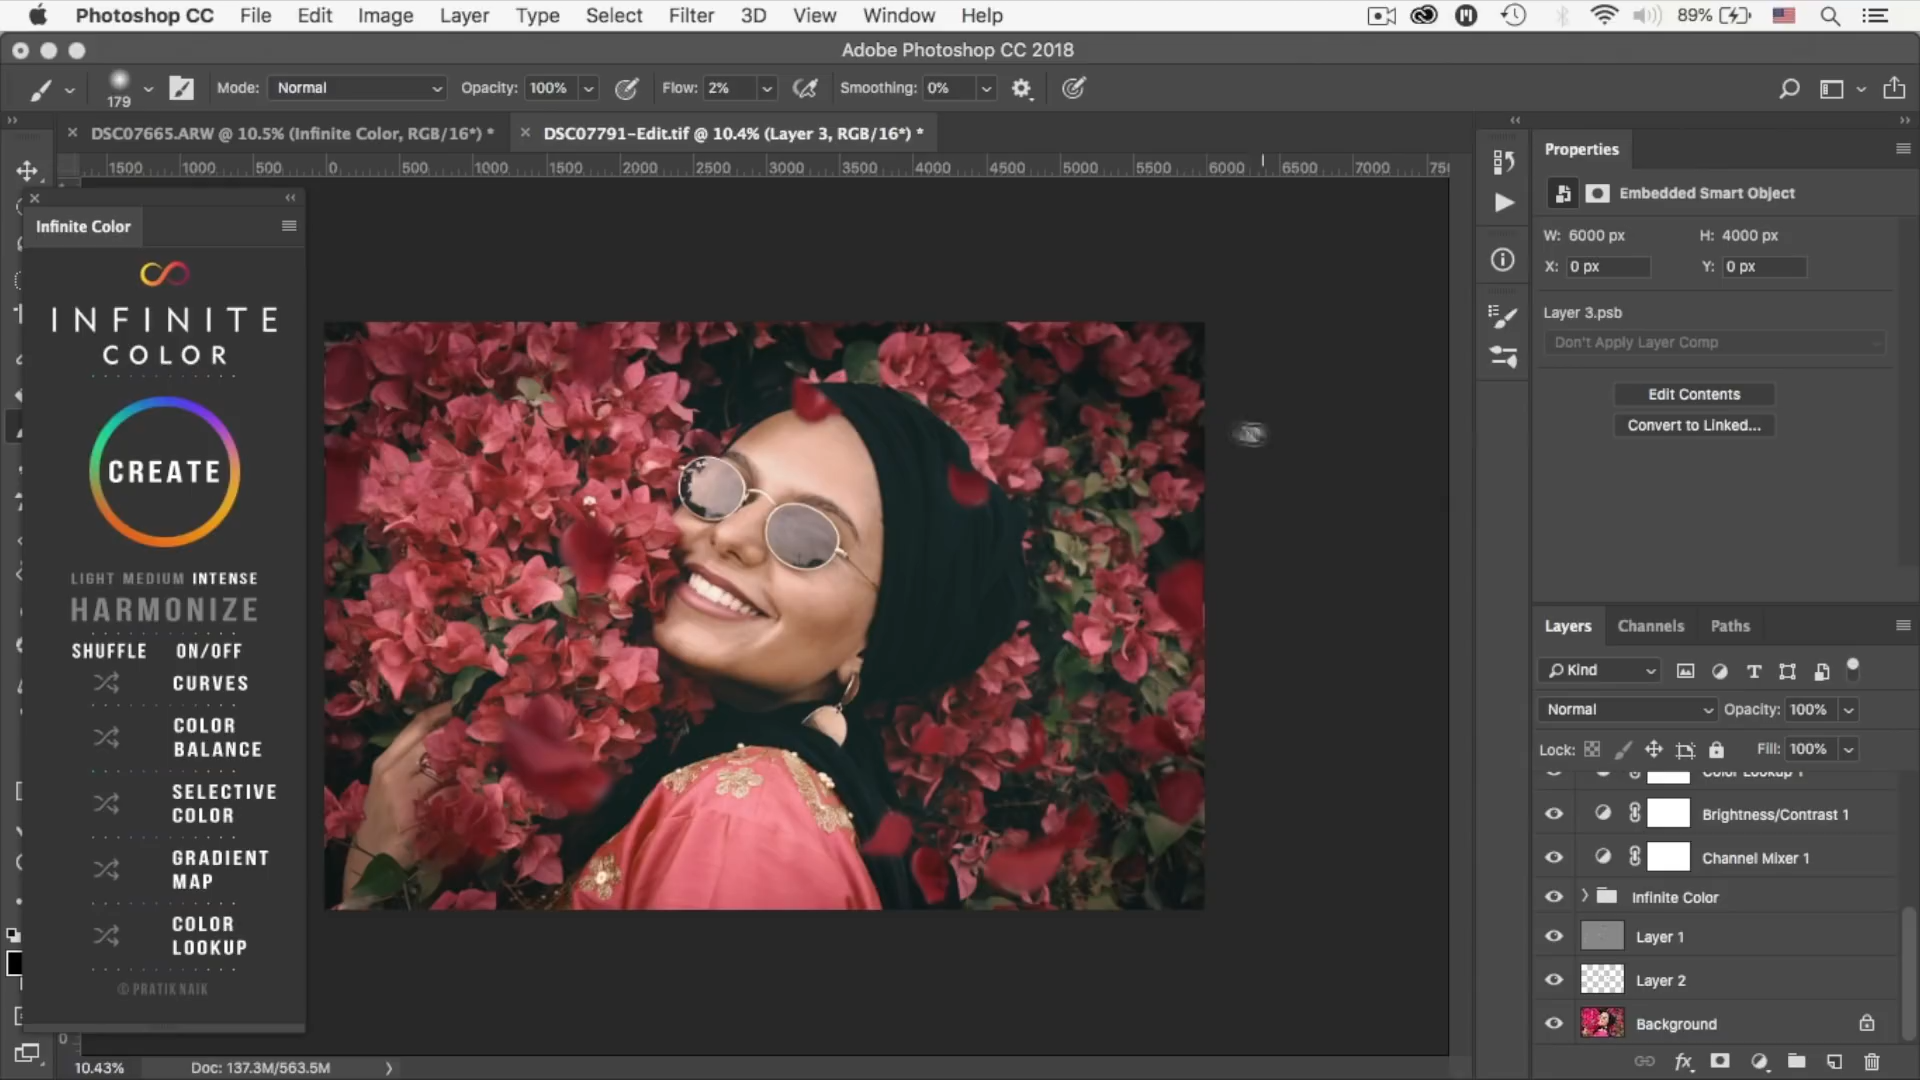 Photoshop CC File Edit Image Layer Type Select Filter 3D View Window Help 89%
Adobe Photoshop CC 2018
179 Mode: Normal Opacity: 100% Flow: 2% Smoothing: 0%
DSC07665.ARW @ 10.5% (Infinite Color, RGB/16*) *
DSC07791-Edit.tif @ 10.4% (Layer 3, RGB/16*) *
1500 1000 500 0 500 1000 1500 2000 2500 3000 3500 4000 4500 5000 5500 6000 6500 7000
Infinite Color
INFINITE
COLOR
CREATE
LIGHT MEDIUM INTENSE
HARMONIZE
SHUFFLE ON/OFF
CURVES
COLOR
BALANCE
SELECTIVE
COLOR
GRADIENT
MAP
COLOR
LOOKUP
© PRATIK NAIK
0
10.43% Doc: 137.3M/563.5M
Properties
Embedded Smart Object
W: 6000 px H: 4000 px
X: 0 px Y: 0 px
Layer 3.psb
Don't Apply Layer Comp
Edit Contents
Convert to Linked...
Layers Channels Paths
Kind
Normal Opacity: 100%
Lock: Fill: 100%
Color Lookup 1
Brightness/Contrast 1
Channel Mixer 1
Infinite Color
Layer 1
Layer 2
Background
fx